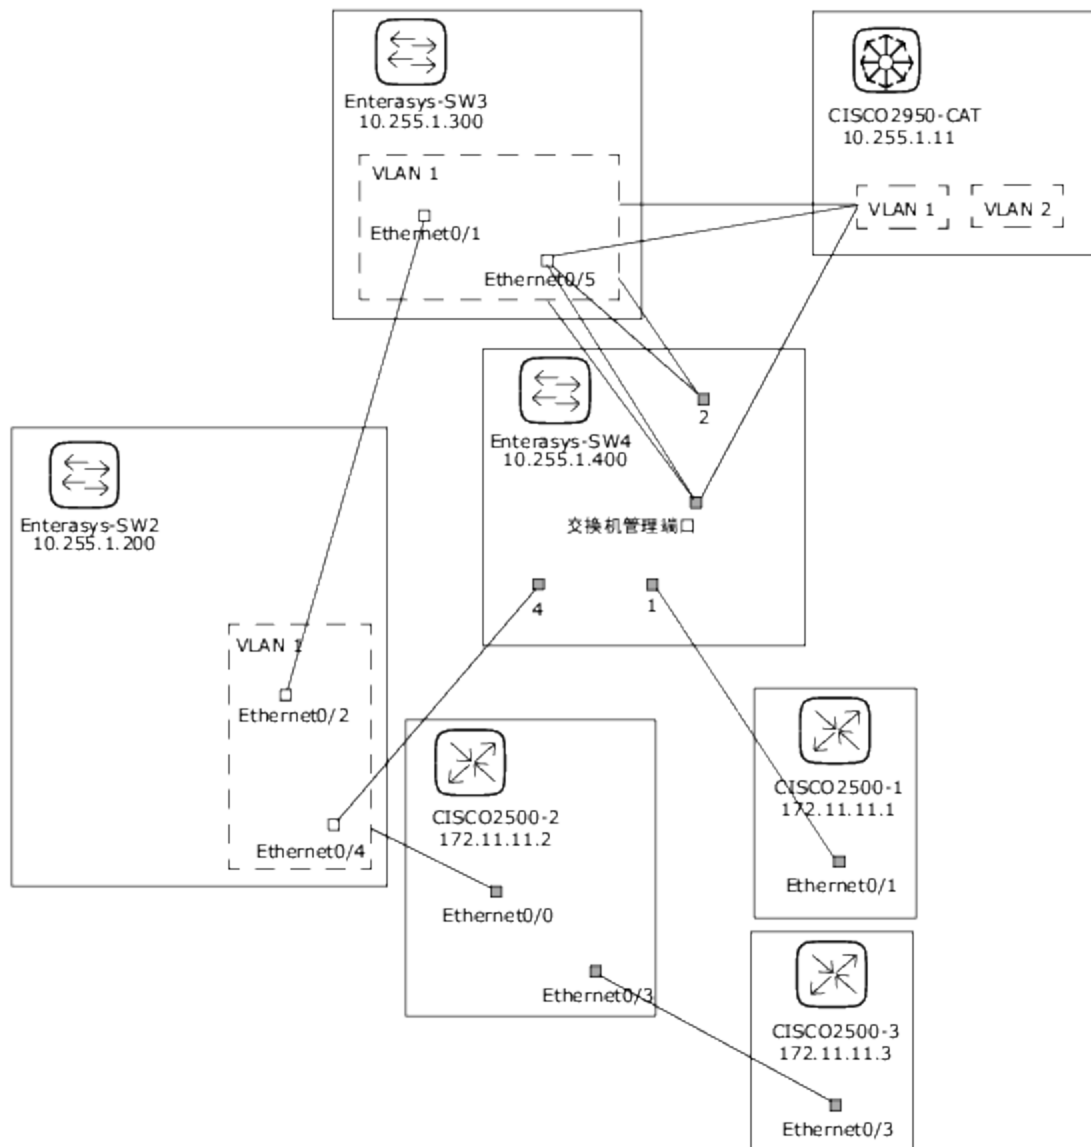 Enterasys-SW3
10.255.1.300
VLAN 1
Ethernet0/1
Ethernet0/5
CISCO2950-CAT
10.255.1.11
VLAN 1
VLAN 2
Enterasys-SW4
10.255.1.400
2
交换机管理端口
4
1
Enterasys-SW2
10.255.1.200
VLAN 1
Ethernet0/2
Ethernet0/4
CISCO2500-2
172.11.11.2
Ethernet0/0
Ethernet0/3
CISCO2500-1
172.11.11.1
Ethernet0/1
CISCO2500-3
172.11.11.3
Ethernet0/3